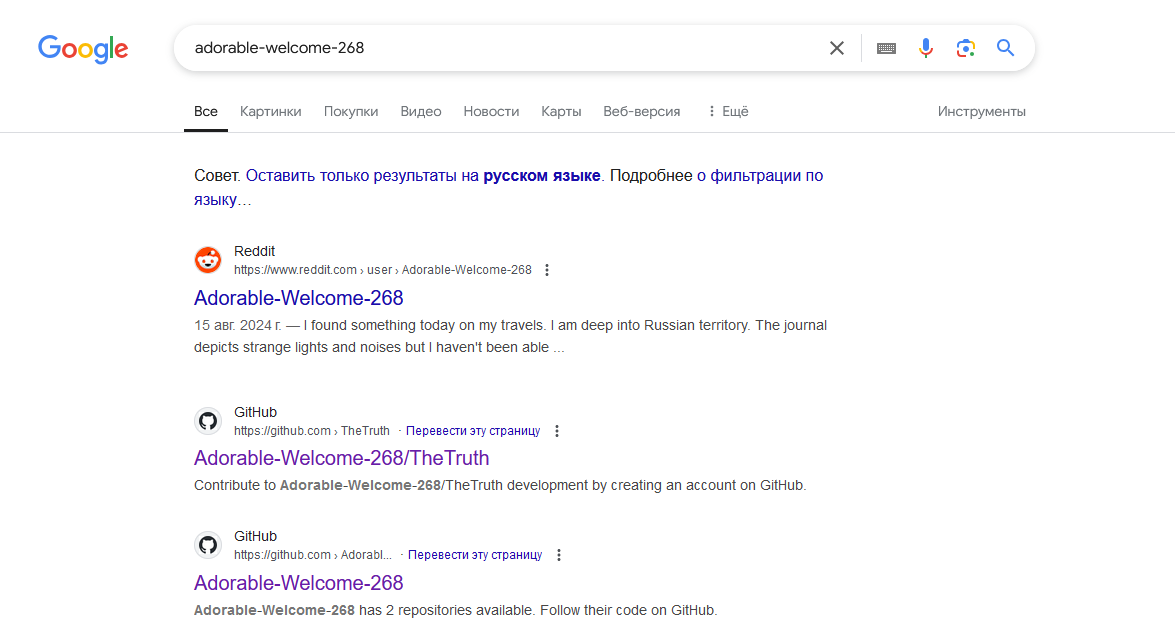 Google
adorable-welcome-268
Все Картинки Покупки Видео Новости Карты Веб-версия Ещё Инструменты
Совет. Оставить только результаты на русском языке. Подробнее о фильтрации по
языку…
Reddit
https://www.reddit.com › user › Adorable-Welcome-268
Adorable-Welcome-268
15 авг. 2024 г. — I found something today on my travels. I am deep into Russian territory. The journal
depicts strange lights and noises but I haven't been able ...
GitHub
https://github.com › TheTruth · Перевести эту страницу
Adorable-Welcome-268/TheTruth
Contribute to Adorable-Welcome-268/TheTruth development by creating an account on GitHub.
GitHub
https://github.com › Adorabl... · Перевести эту страницу
Adorable-Welcome-268
Adorable-Welcome-268 has 2 repositories available. Follow their code on GitHub.